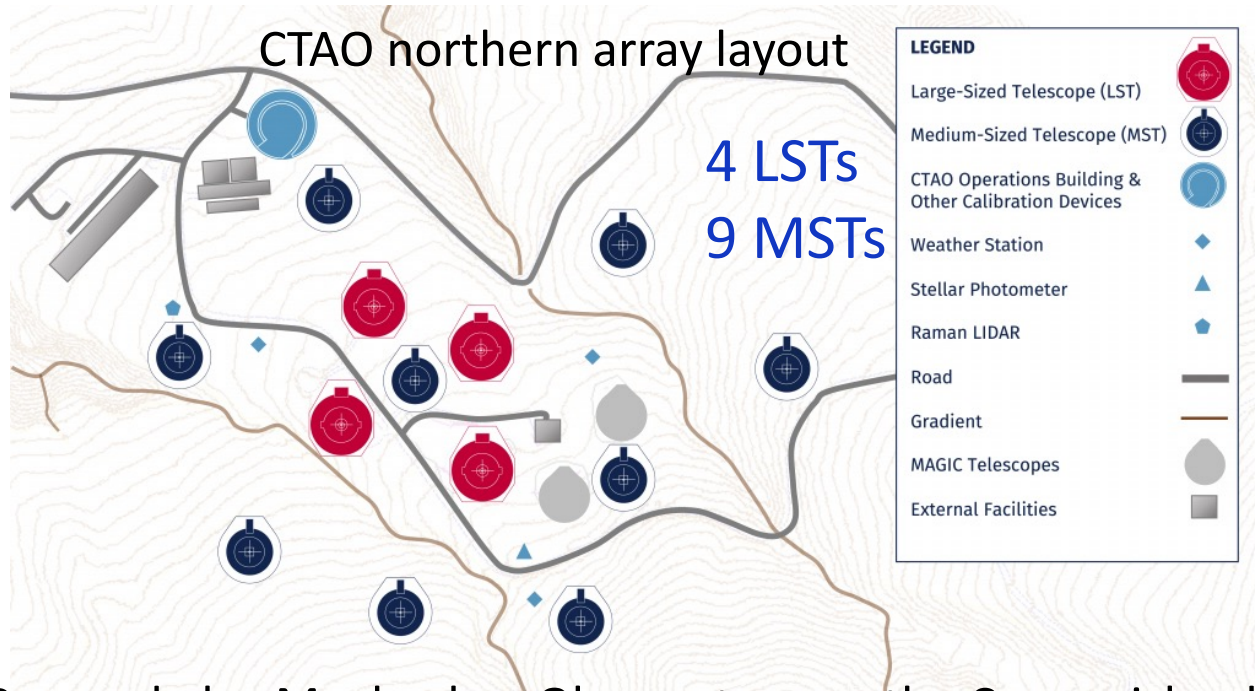 CTAO northern array layout
4 LSTs
9 MSTs
LEGEND
Large-Sized Telescope (LST)
Medium-Sized Telescope (MST)
CTAO Operations Building &
Other Calibration Devices
Weather Station
Stellar Photometer
Raman LIDAR
Road
Gradient
MAGIC Telescopes
External Facilities